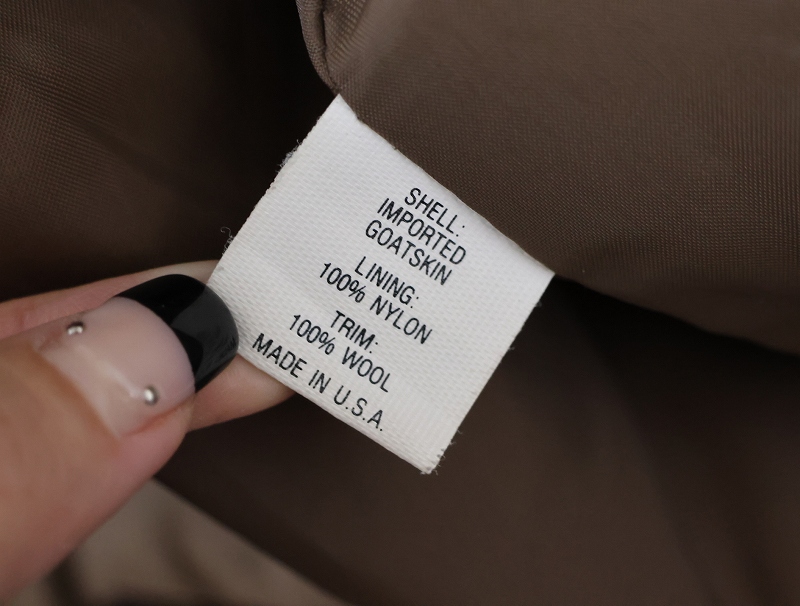 SHELL:
IMPORTED
GOATSKIN
LINING:
100% NYLON
TRIM:
100% WOOL
MADE IN U.S.A.